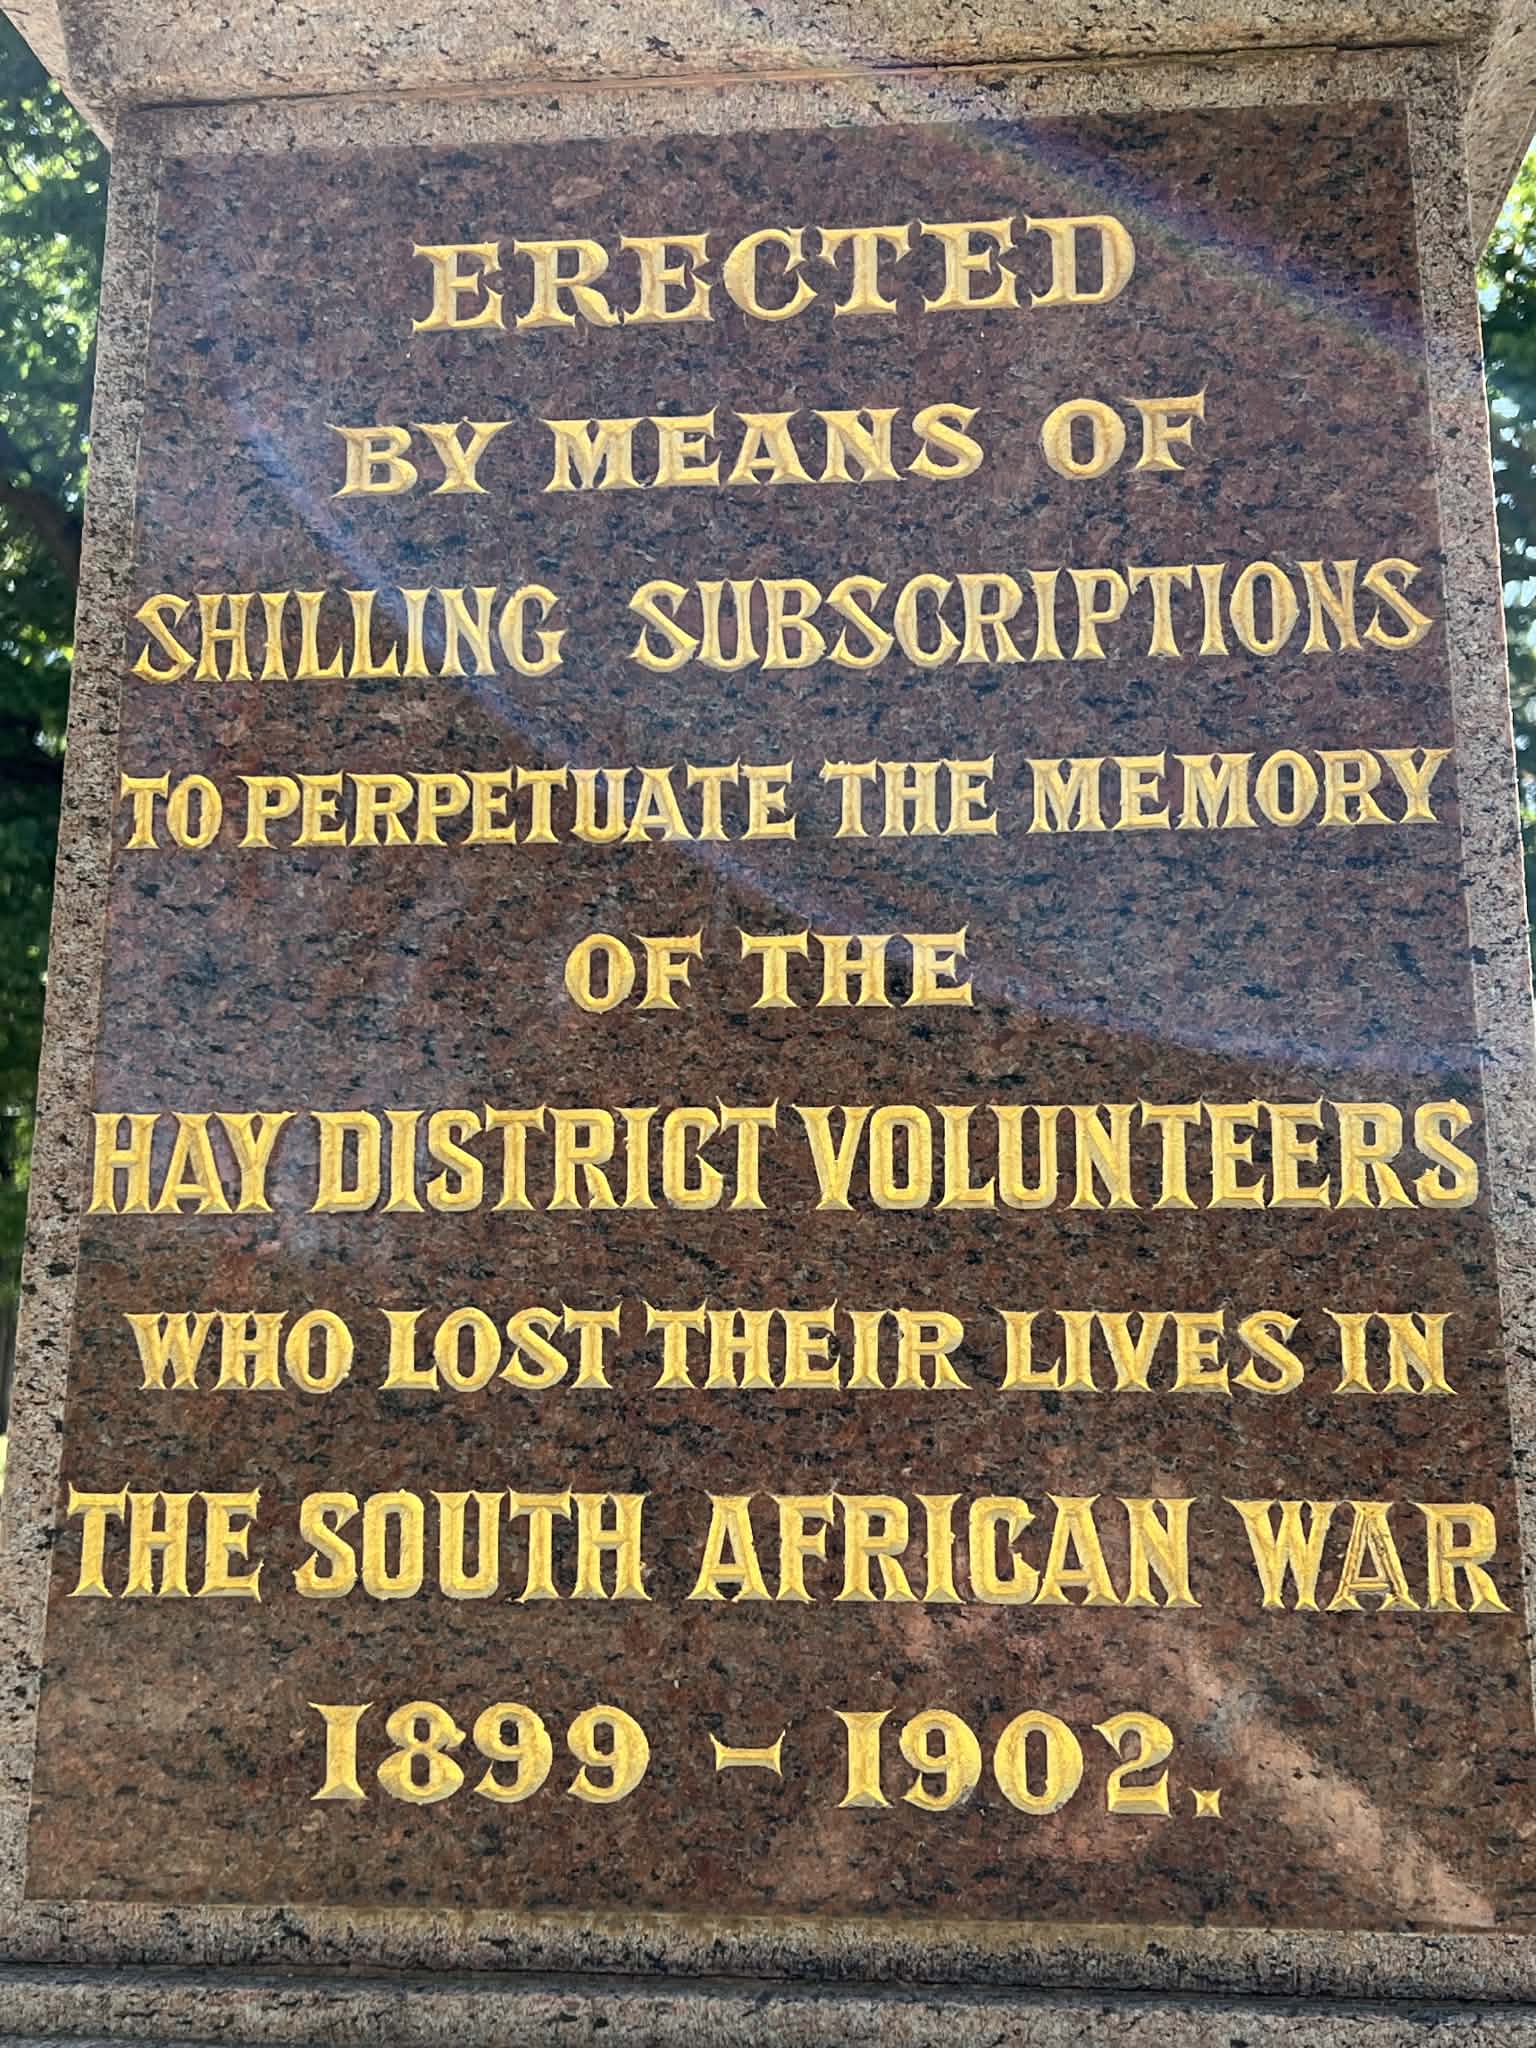 ERECTED
BY MEANS OF
SHILLING SUBSCRIPTIONS
TO PERPETUATE THE MEMORY
OF THE
HAY DISTRICT VOLUNTEERS
WHO LOST THEIR LIVES IN
THE SOUTH AFRICAN WAR
1899 - 1902.